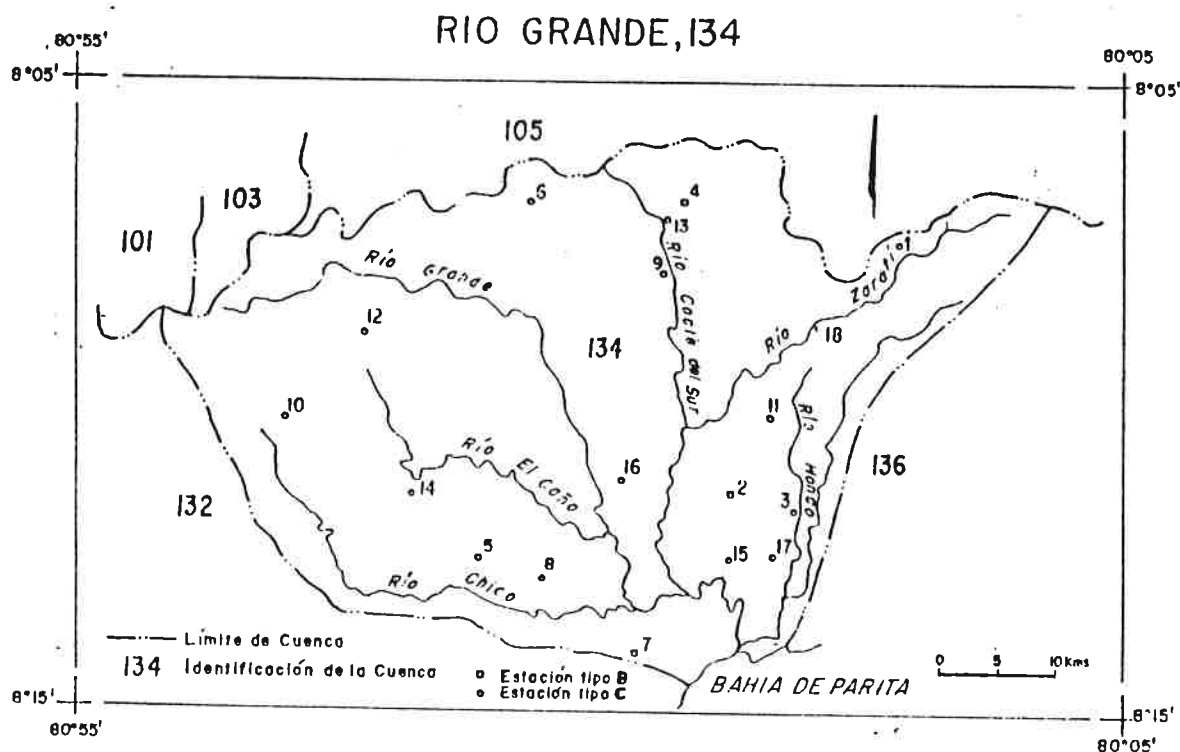 RIO GRANDE, 134
80°55'
80°05
8°05'
8°05'
105
103
101
6
4
13
9
1
Río Grande
Río Coclé del Sur
Río Zaratí
12
134
18
10
11
Río El Caño
16
Río Hondo
136
14
2
3
132
5
8
15
17
Río Chico
7
Límite de Cuenca
134 Identificación de la Cuenca
Estación tipo B
Estación tipo C
BAHIA DE PARITA
0 5 10 Kms
8°15'
8°15'
80°55'
80°05'